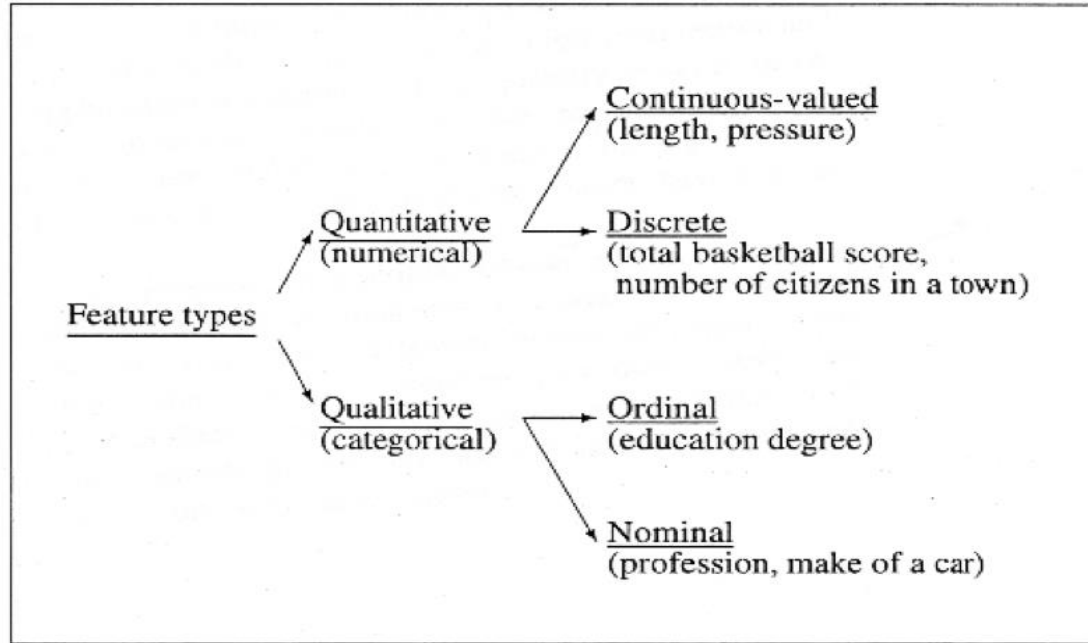 Continuous-valued
(length, pressure)
Quantitative
(numerical)
Discrete
(total basketball score,
number of citizens in a town)
Feature types
Qualitative
(categorical)
Ordinal
(education degree)
Nominal
(profession, make of a car)